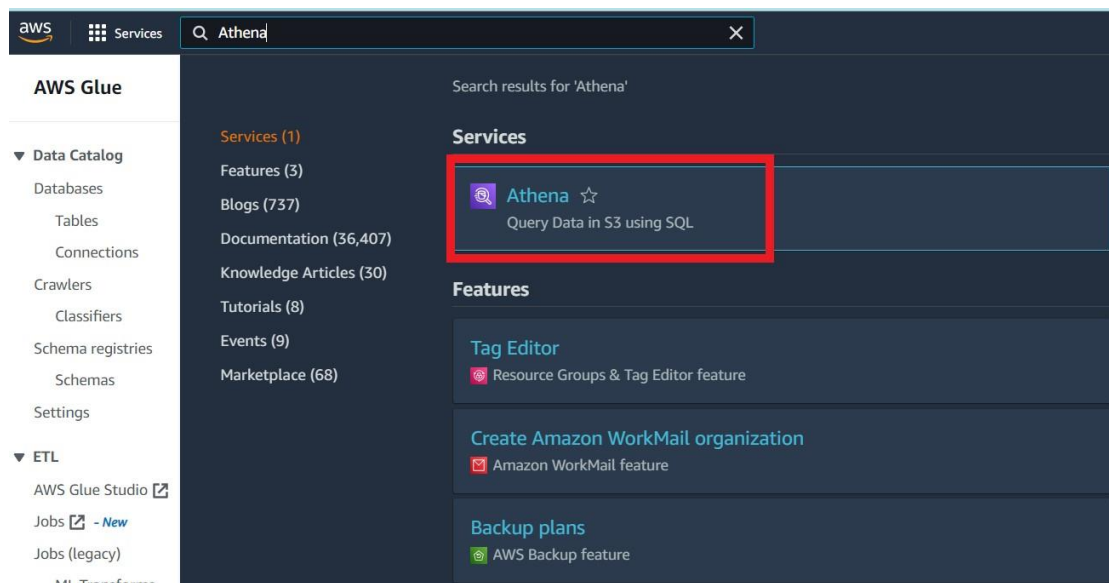 aws
Services
Athena
AWS Glue
Data Catalog
Databases
Tables
Connections
Crawlers
Classifiers
Schema registries
Schemas
Settings
ETL
AWS Glue Studio
Jobs - New
Jobs (legacy)
ML Transforms
Search results for 'Athena'
Services (1)
Features (3)
Blogs (737)
Documentation (36,407)
Knowledge Articles (30)
Tutorials (8)
Events (9)
Marketplace (68)
Services
Athena
Query Data in S3 using SQL
Features
Tag Editor
Resource Groups & Tag Editor feature
Create Amazon WorkMail organization
Amazon WorkMail feature
Backup plans
AWS Backup feature